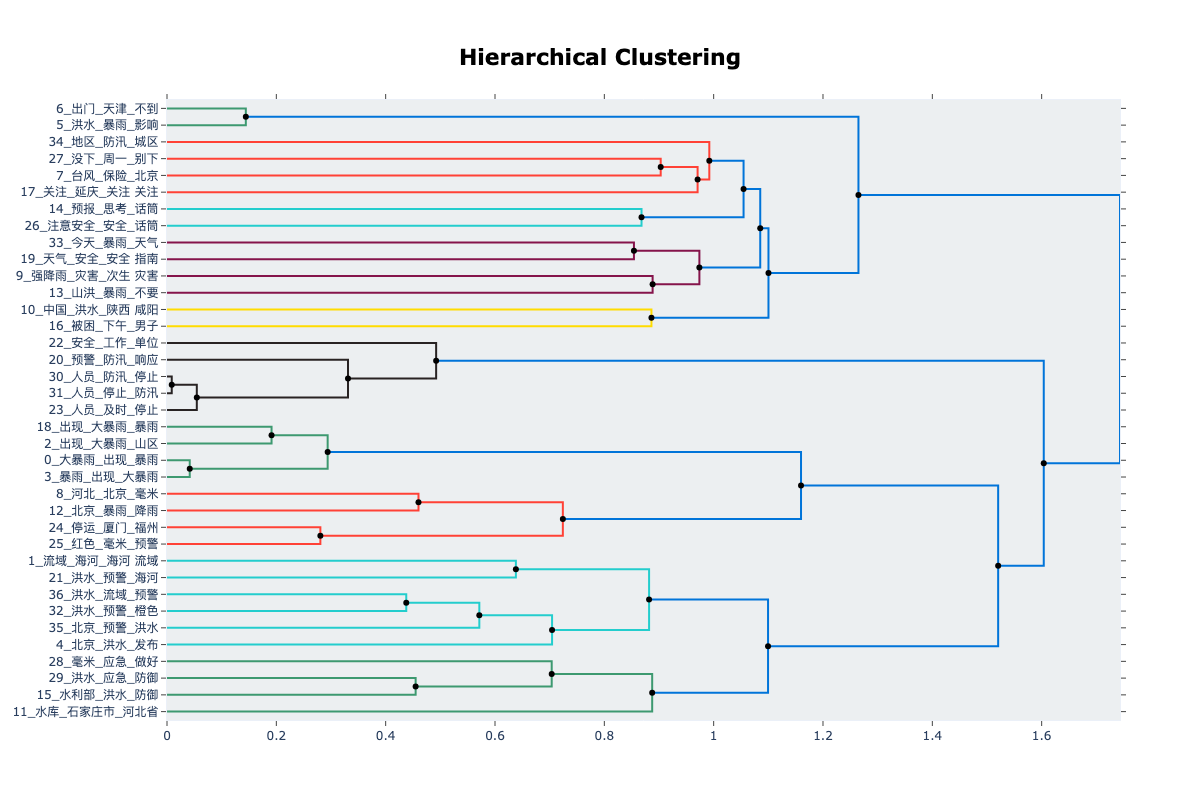 Hierarchical Clustering
6_出门_天津_不到
5_洪水_暴雨_影响
34_地区_防汛_城区
27_没下_周一_别下
7_台风_保险_北京
17_关注_延庆_关注 关注
14_预报_思考_话筒
26_注意安全_安全_话筒
33_今天_暴雨_天气
19_天气_安全_安全 指南
9_强降雨_灾害_次生 灾害
13_山洪_暴雨_不要
10_中国_洪水_陕西 咸阳
16_被困_下午_男子
22_安全_工作_单位
20_预警_防汛_响应
30_人员_防汛_停止
31_人员_停止_防汛
23_人员_及时_停止
18_出现_大暴雨_暴雨
2_出现_大暴雨_山区
0_大暴雨_出现_暴雨
3_暴雨_出现_大暴雨
8_河北_北京_毫米
12_北京_暴雨_降雨
24_停运_厦门_福州
25_红色_毫米_预警
1_流域_海河_海河 流域
21_洪水_预警_海河
36_洪水_流域_预警
32_洪水_预警_橙色
35_北京_预警_洪水
4_北京_洪水_发布
28_毫米_应急_做好
29_洪水_应急_防御
15_水利部_洪水_防御
11_水库_石家庄市_河北省
0 0.2 0.4 0.6 0.8 1 1.2 1.4 1.6